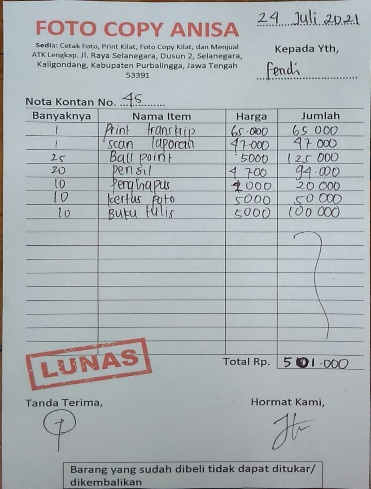 FOTO COPY ANISA
Sedia: Cetak Foto, Print Kilat, Foto Copy Kilat, dan Menjual
ATK Lengkap. Jl. Raya Selanegara, Dusun 2, Selanegara,
Kaligondang, Kabupaten Purbalingga, Jawa Tengah
53391
24 Juli 2021
Kepada Yth,
Fendi
Nota Kontan No. 45
Banyaknya Nama Item Harga Jumlah
1 Print transkip 65.000 65 000
1 scan laporan 47.000 47 000
25 Ball point 5000 125 000
20 pensil 4 700 94.000
10 penghapus 000 20 000
10 kertas foto 5000 50 000
10 Buku tulis 5000 100 000
LUNAS
Total Rp. 501.000
Tanda Terima,
Hormat Kami,
Barang yang sudah dibeli tidak dapat ditukar/
dikembalikan